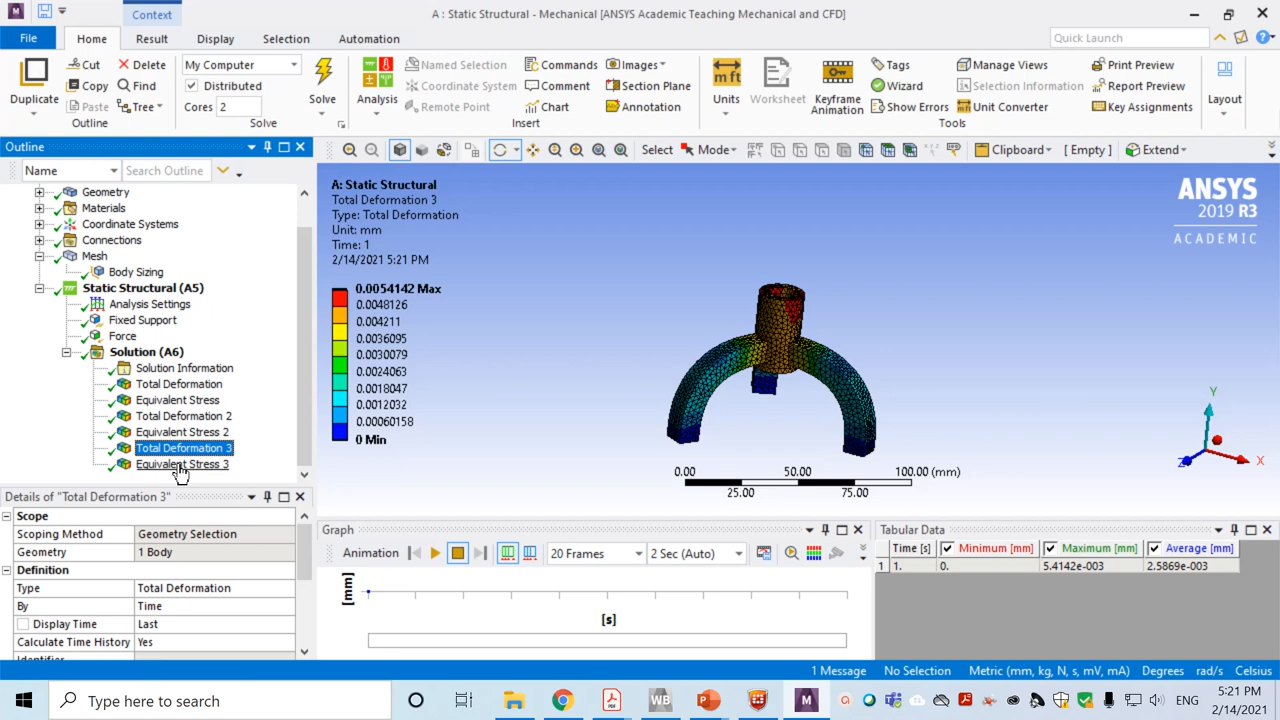 Context
A : Static Structural - Mechanical [ANSYS Academic Teaching Mechanical and CFD]
File
Home
Result
Display
Selection
Automation
Quick Launch
Duplicate
Cut
Delete
Copy
Find
Paste
Tree
Outline
My Computer
Distributed
Cores 2
Solve
Solve
Analysis
Named Selection
Coordinate System
Remote Point
Commands
Comment
Chart
Images
Section Plane
Annotation
Insert
Units
Worksheet
Keyframe
Animation
Tags
Wizard
Show Errors
Manage Views
Selection Information
Unit Converter
Print Preview
Report Preview
Key Assignments
Tools
Layout
Outline
Name
Search Outline
Select
Mode
Clipboard
[ Empty ]
Extend
Geometry
Materials
Coordinate Systems
Connections
Mesh
Body Sizing
Static Structural (A5)
Analysis Settings
Fixed Support
Force
Solution (A6)
Solution Information
Total Deformation
Equivalent Stress
Total Deformation 2
Equivalent Stress 2
Total Deformation 3
Equivalent Stress 3
A: Static Structural
Total Deformation 3
Type: Total Deformation
Unit: mm
Time: 1
2/14/2021 5:21 PM
0.0054142 Max
0.0048126
0.004211
0.0036095
0.0030079
0.0024063
0.0018047
0.0012032
0.00060158
0 Min
ANSYS
2019 R3
ACADEMIC
0.00 50.00 100.00 (mm)
25.00 75.00
Y
X
Z
Details of "Total Deformation 3"
Scope
Scoping Method Geometry Selection
Geometry 1 Body
Definition
Type Total Deformation
By Time
Display Time Last
Calculate Time History Yes
Identifier
Graph
Animation
20 Frames
2 Sec (Auto)
[mm]
[s]
Tabular Data
Time [s] Minimum [mm] Maximum [mm] Average [mm]
1 1. 0. 5.4142e-003 2.5869e-003
1 Message
No Selection
Metric (mm, kg, N, s, mV, mA)
Degrees
rad/s
Celsius
Type here to search
WB
M
ENG
5:21 PM
2/14/2021